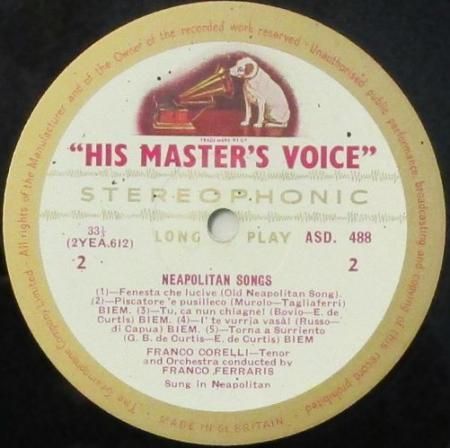 The Gramophone Company Limited · All rights of the Manufacturer and of the Owner of the recorded work reserved · Unauthorised public performance, broadcasting and copying of this record prohibited
TRADE MARK
"HIS MASTER'S VOICE"
STEREOPHONIC
33⅓
(2YEA.612)
LONG PLAY
ASD. 488
2
2
NEAPOLITAN SONGS
(1)—Fenesta che lucive (Old Neapolitan Song).
(2)—Piscatore 'e pusilleco (Murolo—Tagliaferri)
BIEM. (3)—Tu, ca nun chiagne! (Bovio—E. de
Curtis) BIEM. (4)—I' te vurrja vasà! (Russo—
di Capua) BIEM. (5)—Torna a Surriento
(G. B. de Curtis—E. de Curtis) BIEM
FRANCO CORELLI—Tenor
and Orchestra conducted by
FRANCO FERRARIS
Sung in Neapolitan
MADE IN GT. BRITAIN